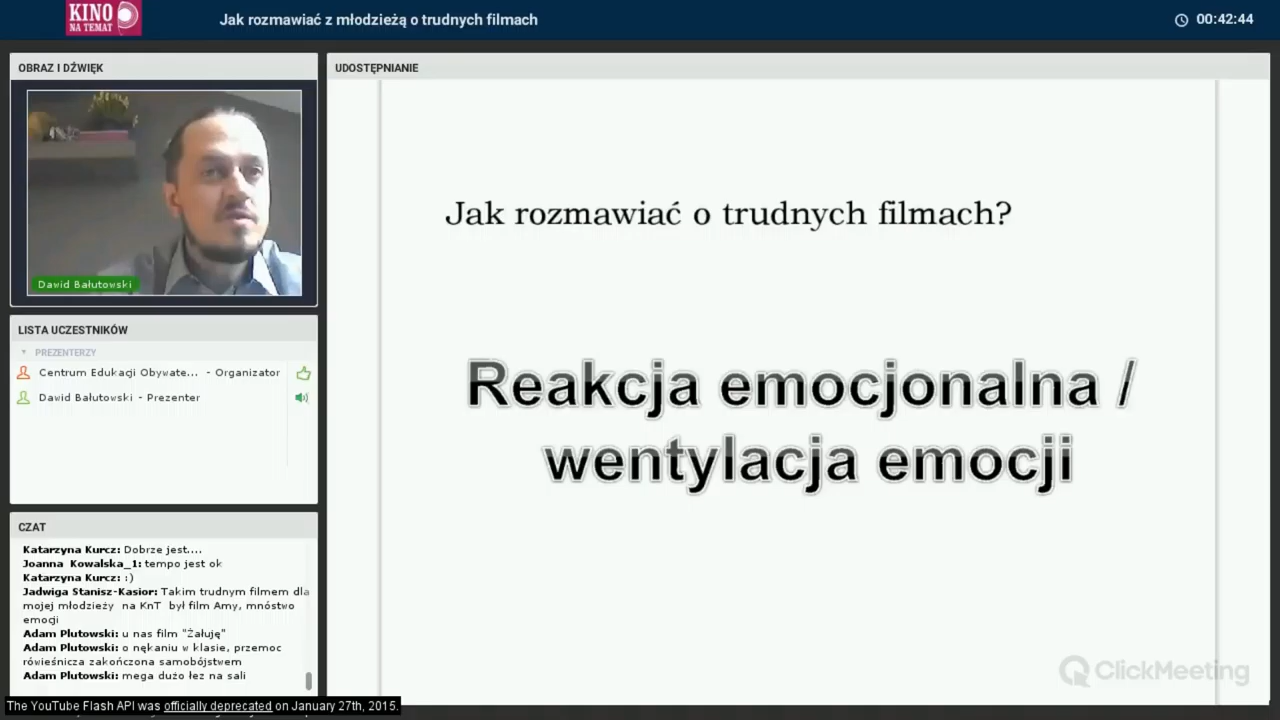 KINO
NA TEMAT
Jak rozmawiać z młodzieżą o trudnych filmach
00:42:44
OBRAZ I DŹWIĘK
Dawid Bałutowski
LISTA UCZESTNIKÓW
PREZENTERZY
Centrum Edukacji Obywate... - Organizator
Dawid Bałutowski - Prezenter
CZAT
Katarzyna Kurcz: Dobrze jest....
Joanna Kowalska_1: tempo jest ok
Katarzyna Kurcz: :)
Jadwiga Stanisz-Kasior: Takim trudnym filmem dla
mojej młodzieży na KnT był film Amy, mnóstwo
emocji
Adam Plutowski: u nas film "Żałuję"
Adam Plutowski: o nękaniu w klasie, przemoc
rówieśnicza zakończona samobójstwem
Adam Plutowski: mega dużo łez na sali
UDOSTĘPNIANIE
Jak rozmawiać o trudnych filmach?
Reakcja emocjonalna /
wentylacja emocji
ClickMeeting
The YouTube Flash API was officially deprecated on January 27th, 2015.